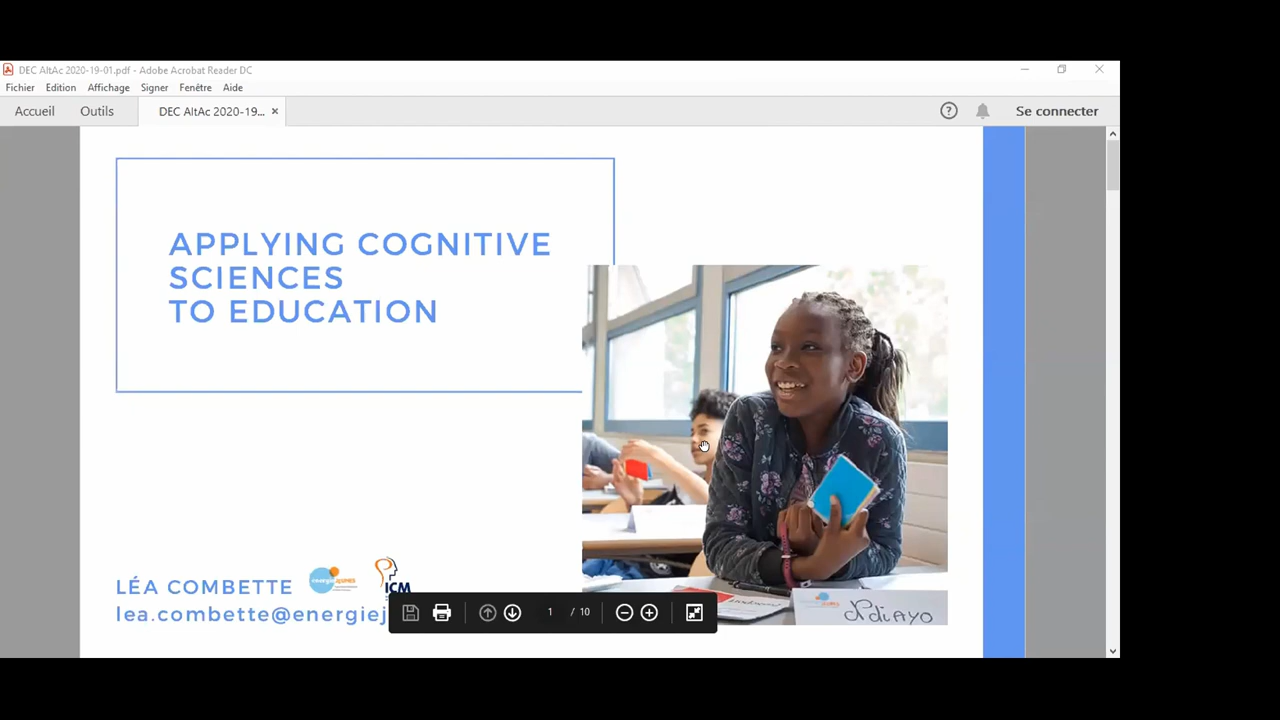 DEC AltAc 2020-19-01.pdf - Adobe Acrobat Reader DC
Fichier Edition Affichage Signer Fenêtre Aide
Accueil Outils DEC AltAc 2020-19... × ? Se connecter
APPLYING COGNITIVE
SCIENCES
TO EDUCATION
LÉA COMBETTE
ICM
lea.combette@energiej
1 / 10